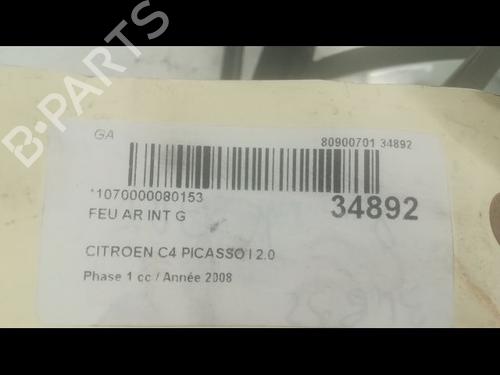 B-PARTS
GA
80900701 34892
*1070000080153
34892
FEU AR INT G
CITROEN C4 PICASSO I 2.0
Phase 1 cc / Année 2008